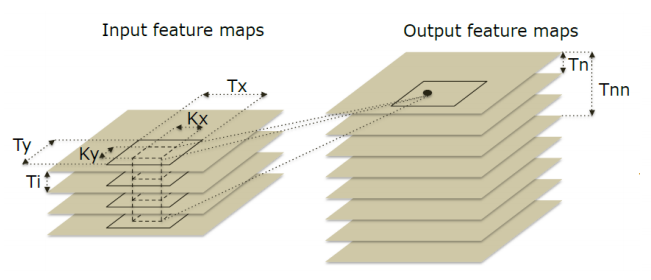 Input feature maps
Output feature maps
Tn
Tnn
Tx
Kx
Ty
Ky
Ti